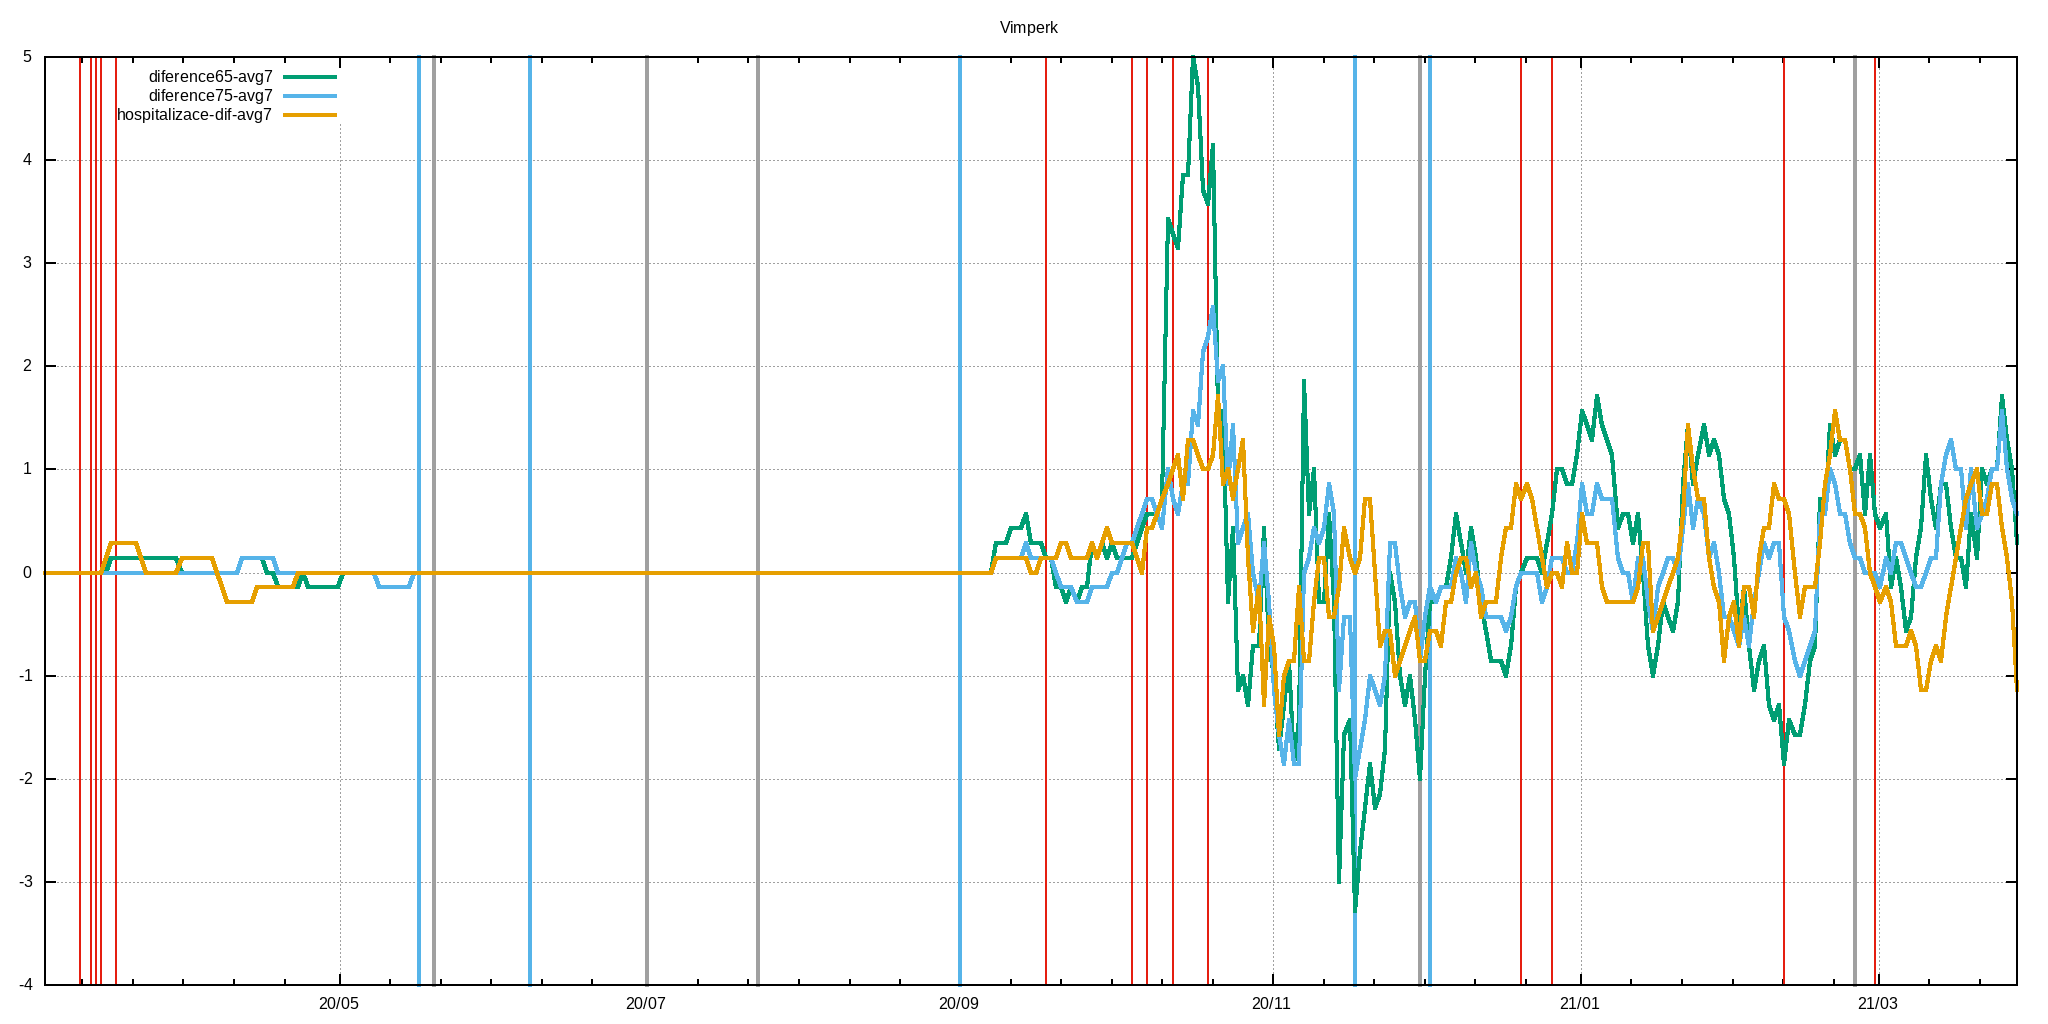 Vimperk
5
diference65-avg7
diference75-avg7
hospitalizace-dif-avg7
4
3
2
1
0
-1
-2
-3
-4
20/05 20/07 20/09 20/11 21/01 21/03